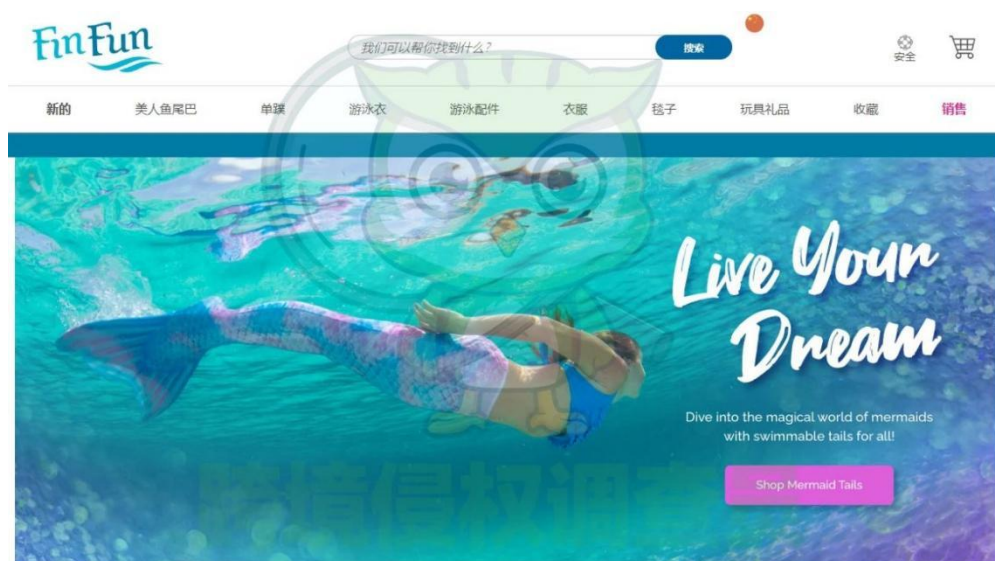 FinFun
我们可以帮你找到什么?
搜索
安全
新的
美人鱼尾巴
单蹼
游泳衣
游泳配件
衣服
毯子
玩具礼品
收藏
销售
Live Your
Dream
Dive into the magical world of mermaids
with swimmable tails for all!
Shop Mermaid Tails
跨境侵权调查